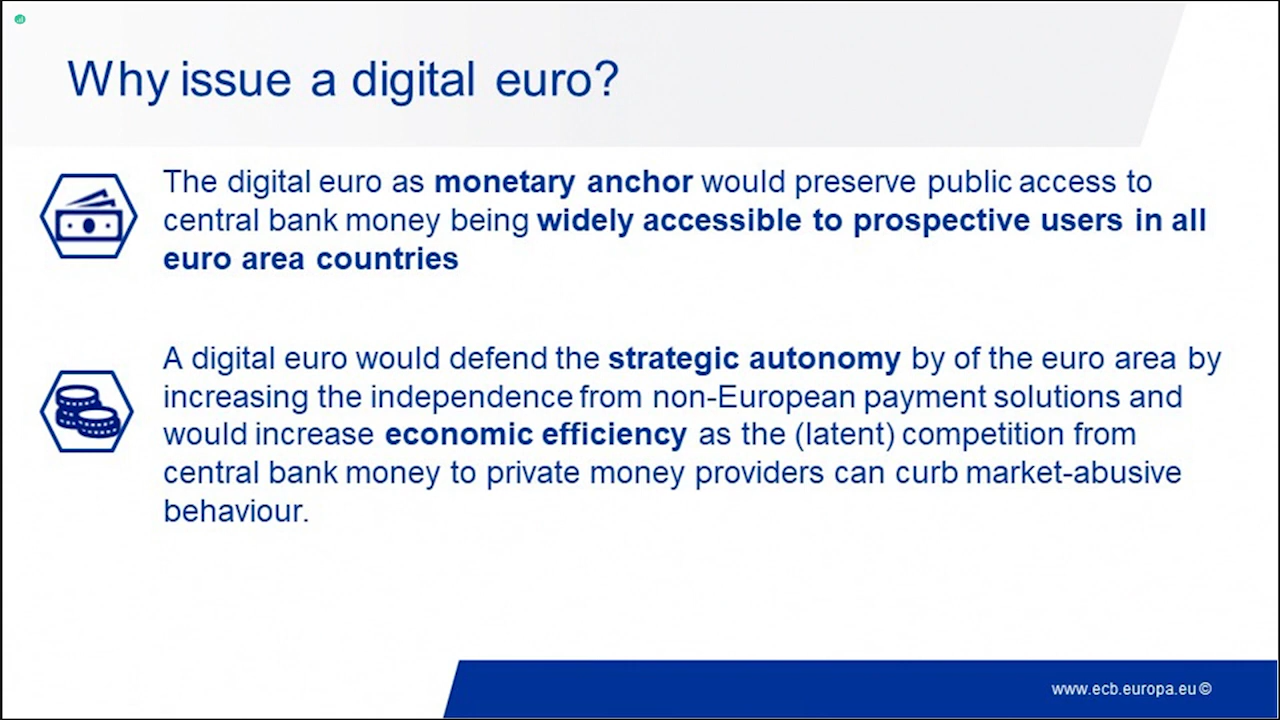 Why issue a digital euro?
The digital euro as monetary anchor would preserve public access to
central bank money being widely accessible to prospective users in all
euro area countries
A digital euro would defend the strategic autonomy by of the euro area by
increasing the independence from non-European payment solutions and
would increase economic efficiency as the (latent) competition from
central bank money to private money providers can curb market-abusive
behaviour.
www.ecb.europa.eu©